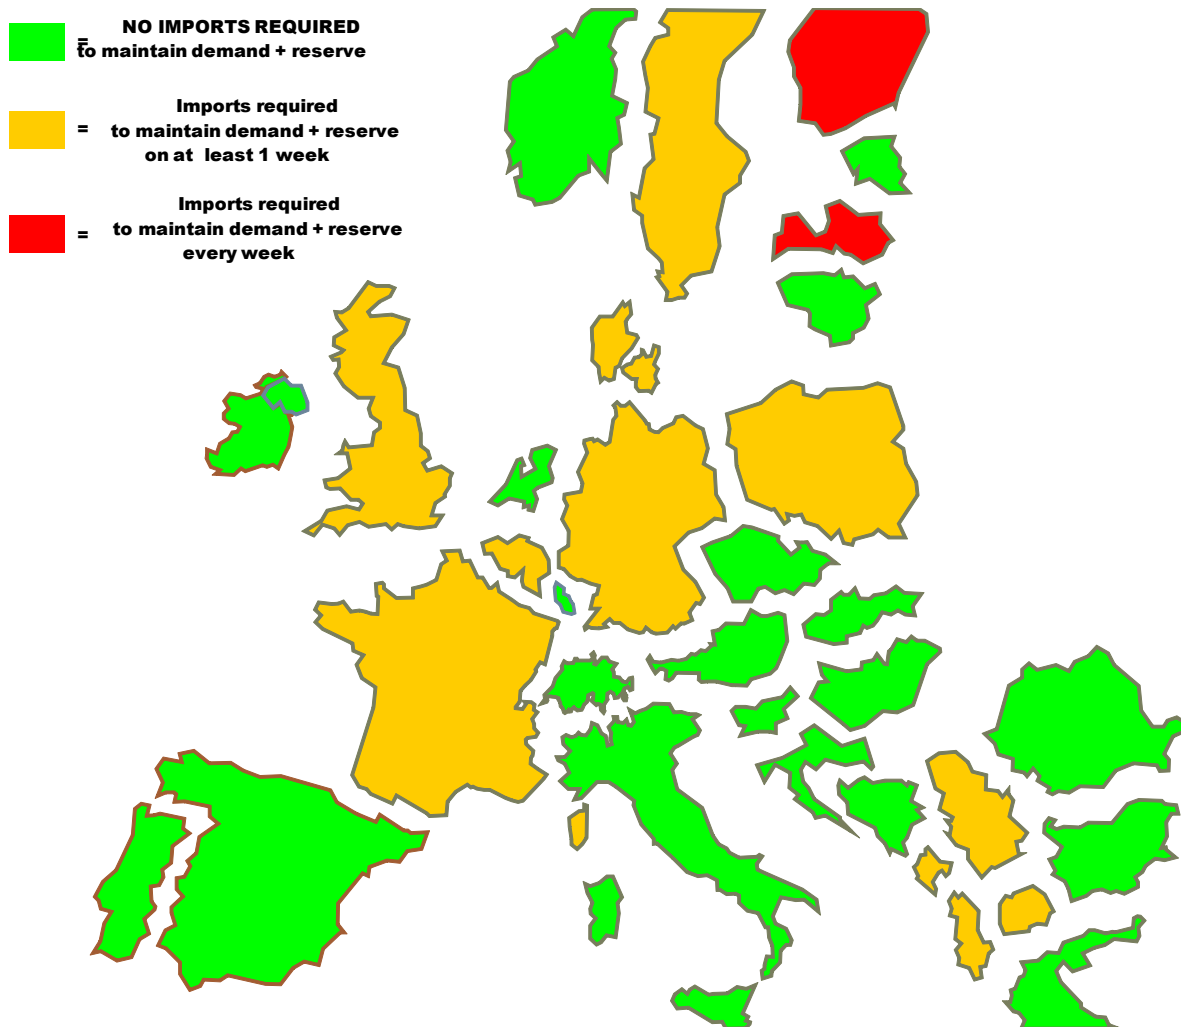 = NO IMPORTS REQUIRED
to maintain demand + reserve
Imports required
= to maintain demand + reserve
on at least 1 week
Imports required
= to maintain demand + reserve
every week